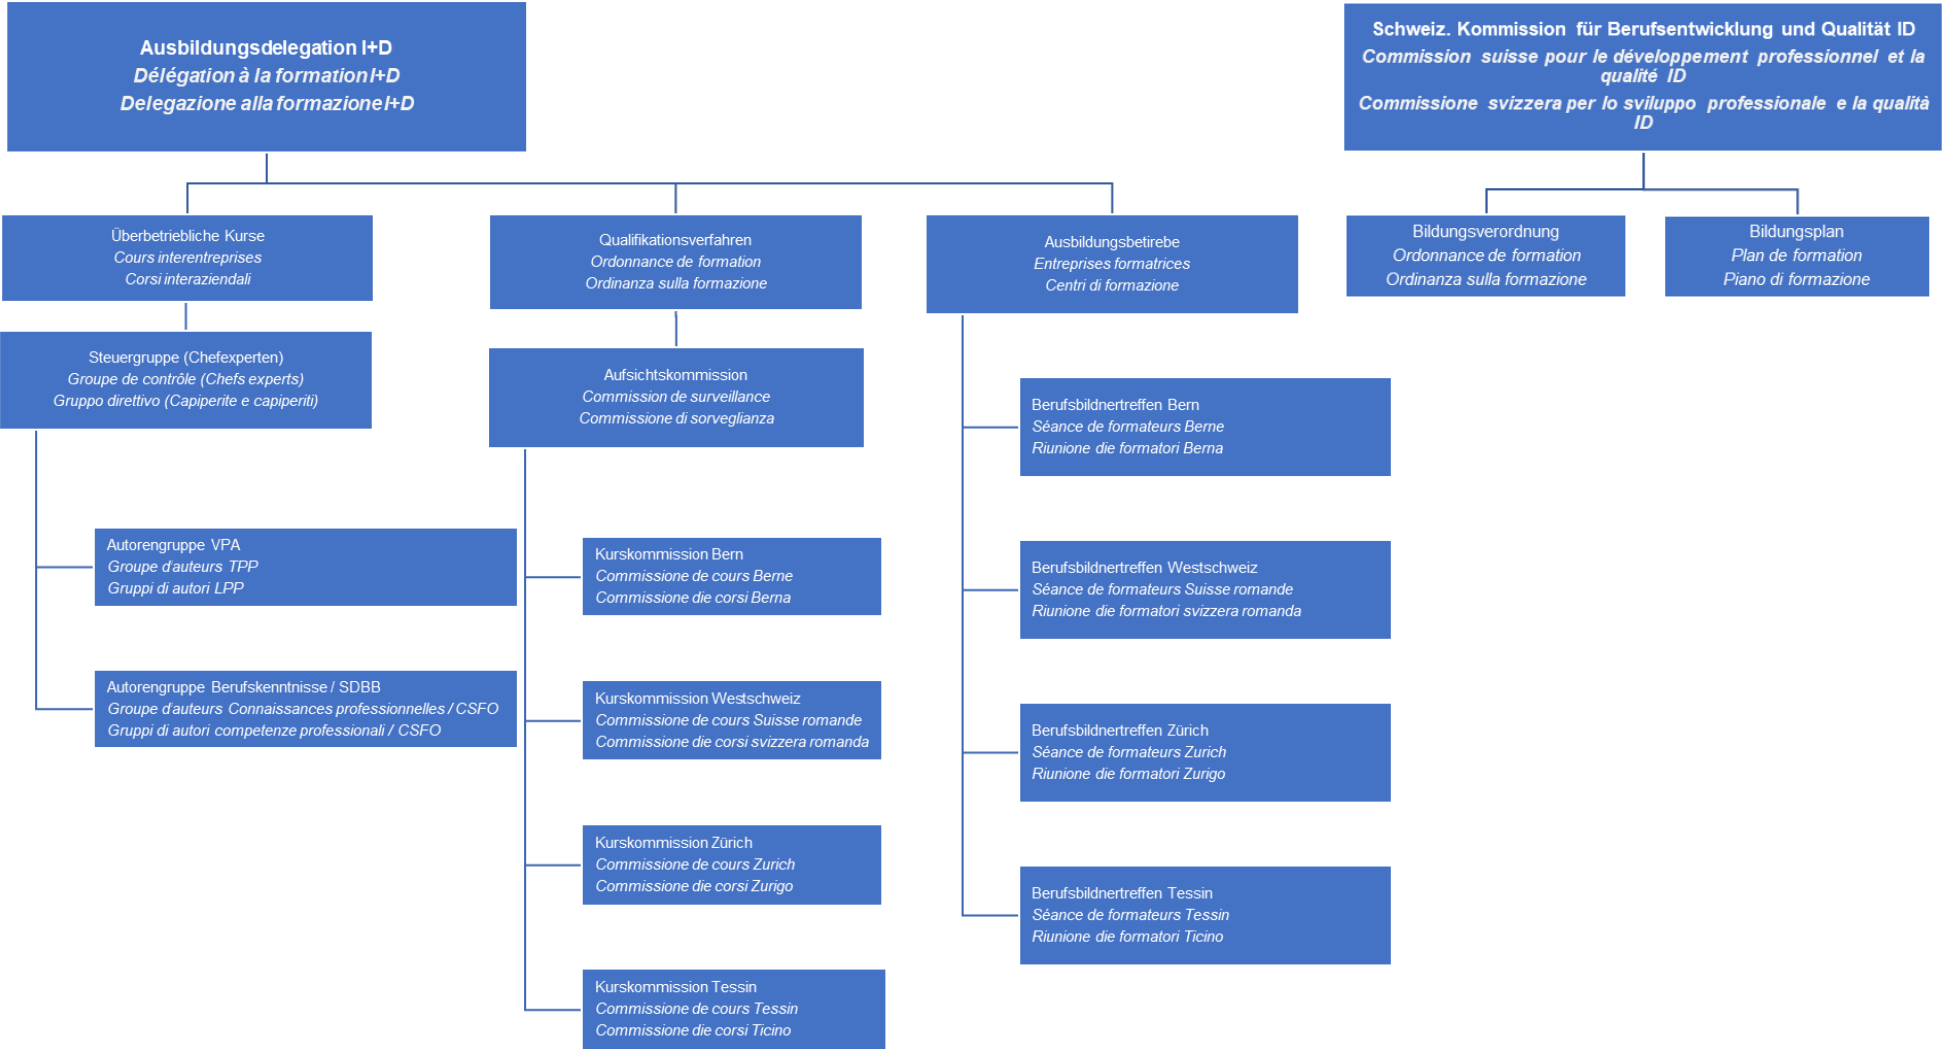 Ausbildungsdelegation I+D
Délégation à la formation I+D
Delegazione alla formazione I+D
Schweiz. Kommission für Berufsentwicklung und Qualität ID
Commission suisse pour le développement professionnel et la
qualité ID
Commissione svizzera per lo sviluppo professionale e la qualità
ID
Überbetriebliche Kurse
Cours interentreprises
Corsi interaziendali
Qualifikationsverfahren
Ordonnance de formation
Ordinanza sulla formazione
Ausbildungsbetirebe
Entreprises formatrices
Centri di formazione
Bildungsverordnung
Ordonnance de formation
Ordinanza sulla formazione
Bildungsplan
Plan de formation
Piano di formazione
Steuergruppe (Chefexperten)
Groupe de contrôle (Chefs experts)
Gruppo direttivo (Capiperite e capiperiti)
Aufsichtskommission
Commission de surveillance
Commissione di sorveglianza
Autorengruppe VPA
Groupe d'auteurs TPP
Gruppi di autori LPP
Autorengruppe Berufskenntnisse / SDBB
Groupe d'auteurs Connaissances professionnelles / CSFO
Gruppi di autori competenze professionali / CSFO
Kurskommission Bern
Commissione de cours Berne
Commissione die corsi Berna
Kurskommission Westschweiz
Commissione de cours Suisse romande
Commissione die corsi svizzera romanda
Kurskommission Zürich
Commissione de cours Zurich
Commissione die corsi Zurigo
Kurskommission Tessin
Commissione de cours Tessin
Commissione die corsi Ticino
Berufsbildnertreffen Bern
Séance de formateurs Berne
Riunione die formatori Berna
Berufsbildnertreffen Westschweiz
Séance de formateurs Suisse romande
Riunione die formatori svizzera romanda
Berufsbildnertreffen Zürich
Séance de formateurs Zurich
Riunione die formatori Zurigo
Berufsbildnertreffen Tessin
Séance de formateurs Tessin
Riunione die formatori Ticino